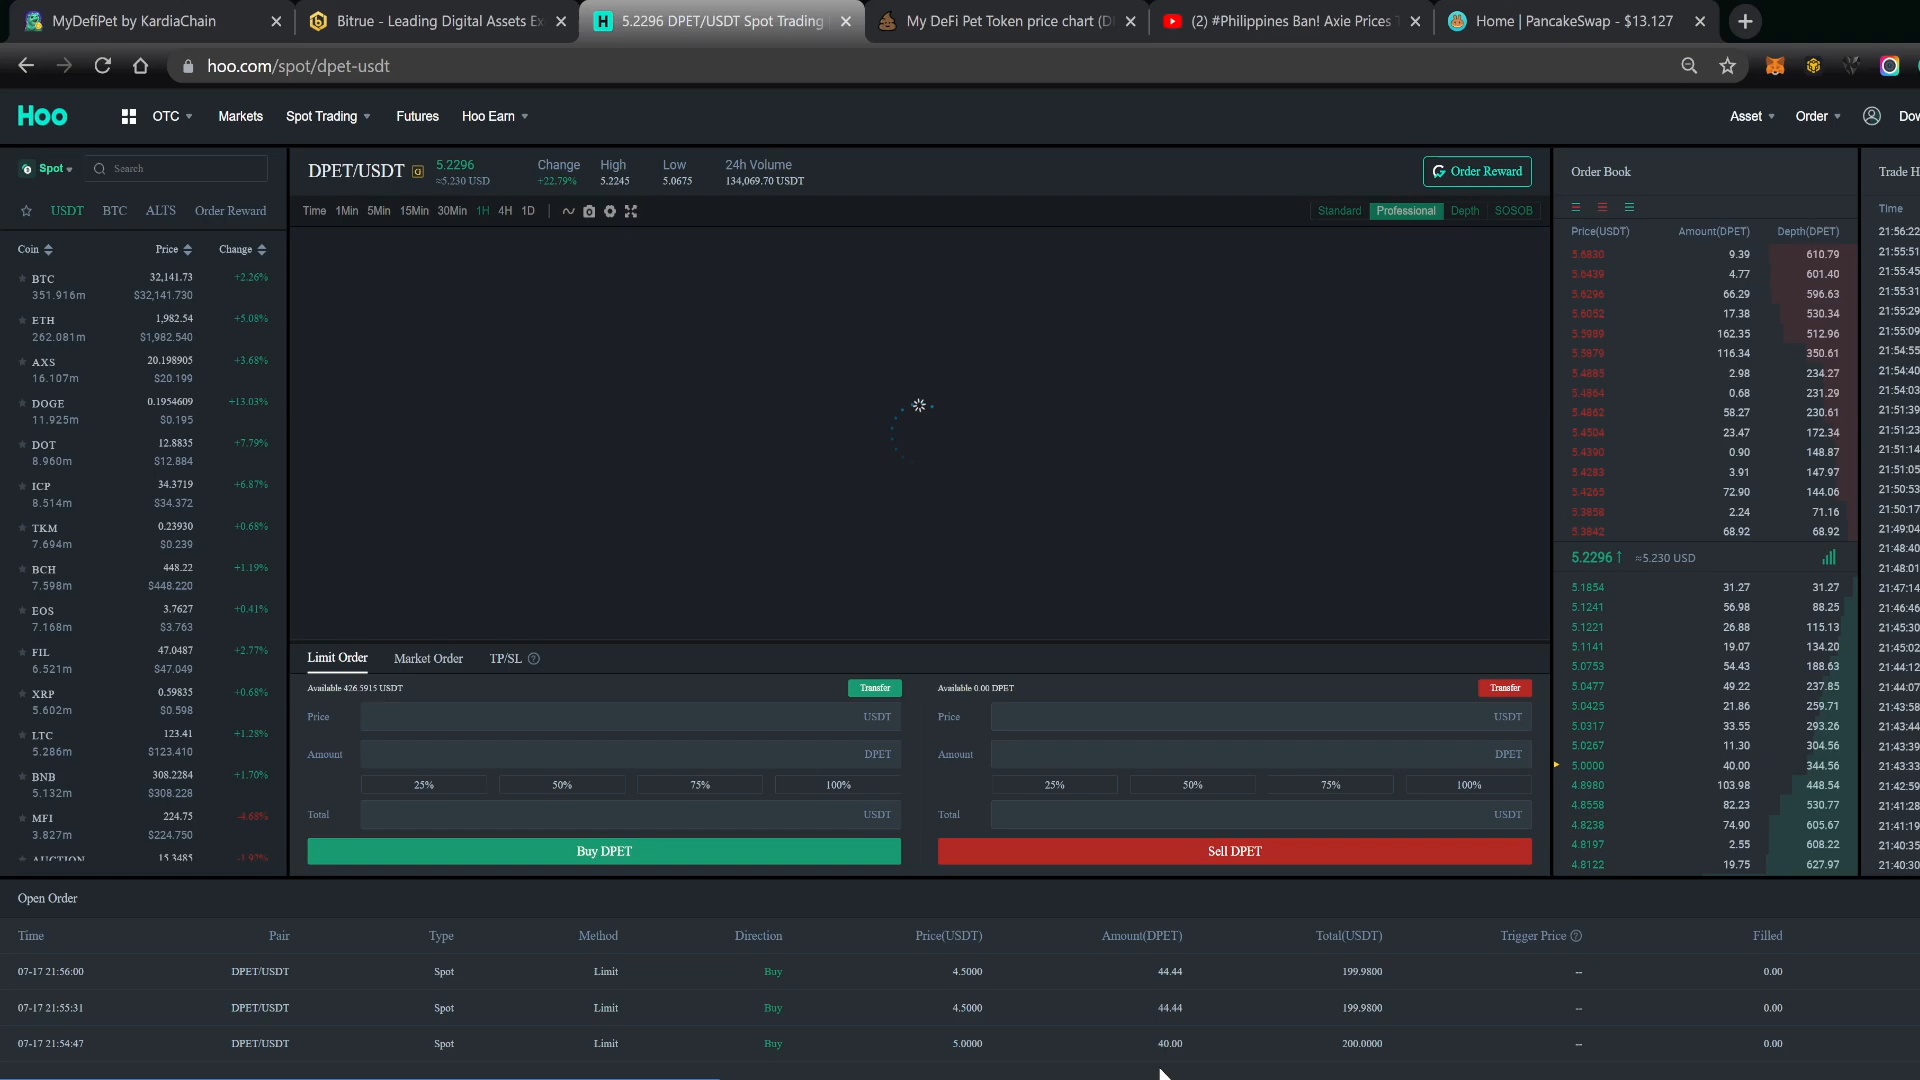 MyDefiPet by KardiaChain
Bitrue - Leading Digital Assets Ex
5.2296 DPET/USDT Spot Trading
My DeFi Pet Token price chart (D
(2) #Philippines Ban! Axie Prices
Home | PancakeSwap - $13.127
hoo.com/spot/dpet-usdt
Hoo OTC Markets Spot Trading Futures Hoo Earn Asset Order Dow
Spot Search
USDT BTC ALTS Order Reward
Coin Price Change
BTC 32,141.73 +2.26%
351.916m $32,141.730
ETH 1,982.54 +5.08%
262.081m $1,982.540
AXS 20.198905 +3.68%
16.107m $20.199
DOGE 0.1954609 +13.03%
11.925m $0.195
DOT 12.8835 +7.79%
8.960m $12.884
ICP 34.3719 +6.87%
8.514m $34.372
TKM 0.23930 +0.68%
7.694m $0.239
BCH 448.22 +1.19%
7.598m $448.220
EOS 3.7627 +0.41%
7.168m $3.763
FIL 47.0487 +2.77%
6.521m $47.049
XRP 0.59835 +0.68%
5.602m $0.598
LTC 123.41 +1.28%
5.286m $123.410
BNB 308.2284 +1.70%
5.132m $308.228
MFI 224.75 -4.68%
3.827m $224.750
AUCTION 15.3485 -1.92%
DPET/USDT G 5.2296 Change High Low 24h Volume
≈5.230 USD +22.79% 5.2245 5.0675 134,069.70 USDT
Order Reward
Time 1Min 5Min 15Min 30Min 1H 4H 1D
Standard Professional Depth SOSOB
Limit Order Market Order TP/SL
Available 426.5915 USDT Transfer
Price USDT
Amount DPET
25% 50% 75% 100%
Total USDT
Buy DPET
Available 0.00 DPET Transfer
Price USDT
Amount DPET
25% 50% 75% 100%
Total USDT
Sell DPET
Order Book
Price(USDT) Amount(DPET) Depth(DPET)
5.6830 9.39 610.79
5.6439 4.77 601.40
5.6296 66.29 596.63
5.6052 17.38 530.34
5.5989 162.35 512.96
5.5879 116.34 350.61
5.4885 2.98 234.27
5.4864 0.68 231.29
5.4862 58.27 230.61
5.4504 23.47 172.34
5.4390 0.90 148.87
5.4283 3.91 147.97
5.4265 72.90 144.06
5.3858 2.24 71.16
5.3842 68.92 68.92
5.2296↑ ≈5.230 USD
5.1854 31.27 31.27
5.1241 56.98 88.25
5.1221 26.88 115.13
5.1141 19.07 134.20
5.0753 54.43 188.63
5.0477 49.22 237.85
5.0425 21.86 259.71
5.0317 33.55 293.26
5.0267 11.30 304.56
5.0000 40.00 344.56
4.8980 103.98 448.54
4.8558 82.23 530.77
4.8238 74.90 605.67
4.8197 2.55 608.22
4.8122 19.75 627.97
Trade H
Time
21:56:22
21:55:51
21:55:45
21:55:31
21:55:29
21:55:09
21:54:55
21:54:40
21:54:03
21:51:39
21:51:23
21:51:14
21:51:05
21:50:53
21:50:17
21:49:04
21:48:40
21:48:01
21:47:14
21:46:46
21:45:30
21:45:02
21:44:12
21:44:07
21:43:58
21:43:44
21:43:39
21:43:33
21:42:59
21:41:28
21:41:19
21:40:35
21:40:30
Open Order
Time Pair Type Method Direction Price(USDT) Amount(DPET) Total(USDT) Trigger Price Filled
07-17 21:56:00 DPET/USDT Spot Limit Buy 4.5000 44.44 199.9800 -- 0.00
07-17 21:55:31 DPET/USDT Spot Limit Buy 4.5000 44.44 199.9800 -- 0.00
07-17 21:54:47 DPET/USDT Spot Limit Buy 5.0000 40.00 200.0000 -- 0.00